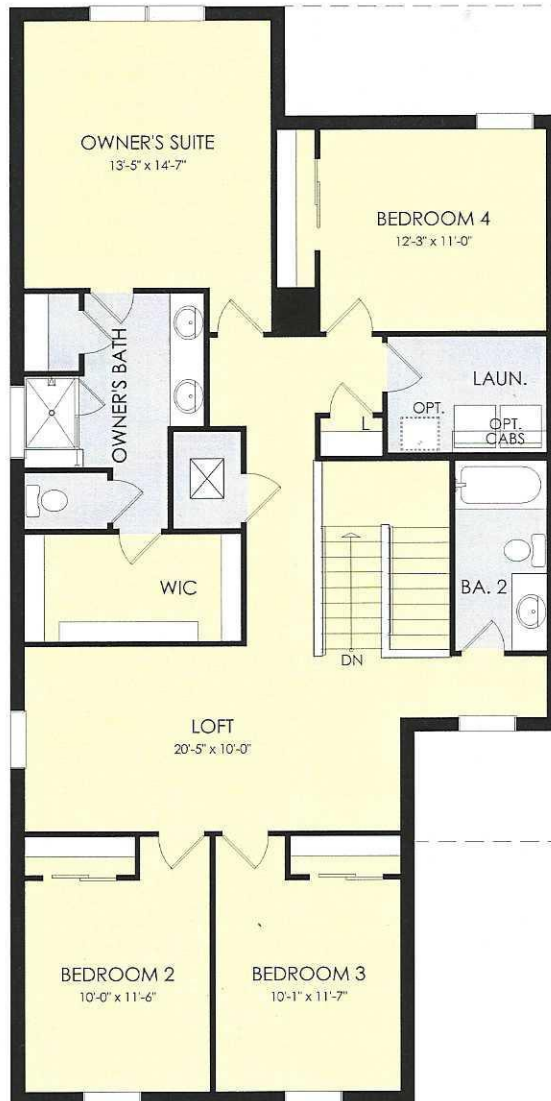 OWNER'S SUITE
13'-5" x 14'-7"
BEDROOM 4
12'-3" x 11'-0"
OWNER'S BATH
LAUN.
OPT.
OPT.
CABS
L
WIC
BA. 2
DN
LOFT
20'-5" x 10'-0"
BEDROOM 2
10'-0" x 11'-6"
BEDROOM 3
10'-1" x 11'-7"